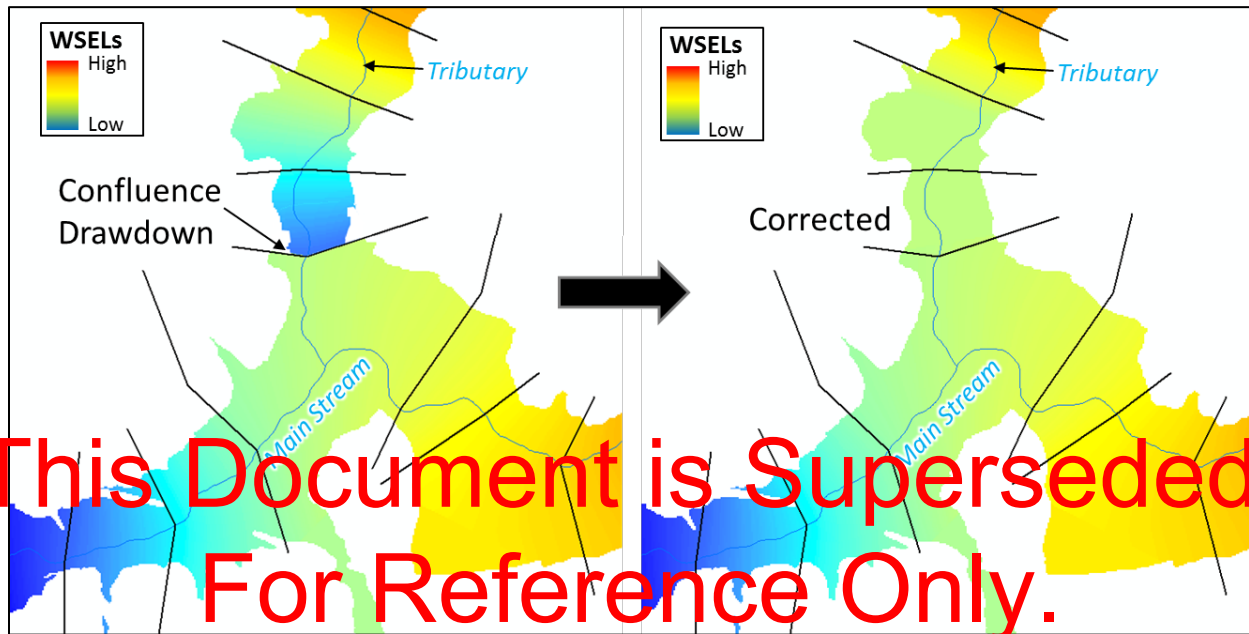 WSELs
High
Low
Tributary
Confluence
Drawdown
Main Stream
WSELs
High
Low
Tributary
Corrected
Main Stream
This Document is Superseded
For Reference Only.